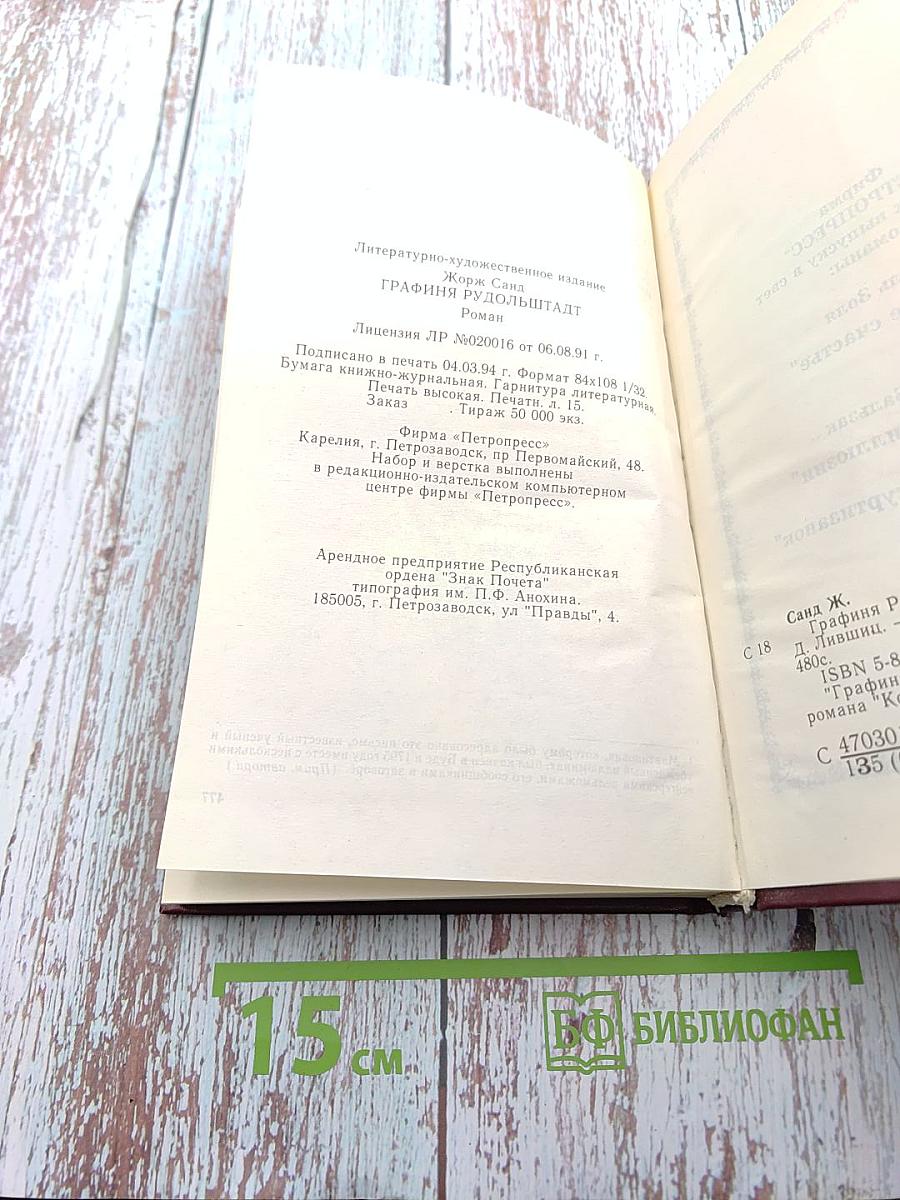 Литературно-художественное издание
Жорж Санд
ГРАФИНЯ РУДОЛЬШТАДТ
Роман
Лицензия ЛР №020016 от 06.08.91 г.
Подписано в печать 04.03.94 г. Формат 84х108 1/32.
Бумага книжно-журнальная. Гарнитура литературная.
Печать высокая. Печатн. л. 15.
Заказ . Тираж 50 000 экз.
Фирма «Петропресс»
Карелия, г. Петрозаводск, пр Первомайский, 48.
Набор и верстка выполнены
в редакционно-издательском компьютерном
центре фирмы «Петропресс».
Арендное предприятие Республиканская
ордена "Знак Почета"
типография им. П.Ф. Анохина.
185005, г. Петрозаводск, ул "Правды", 4.
477
Санд Ж.
С 18
Графиня Р
Д. Лившиц. —
480с.
ISBN 5-8
"Графин
романа "Ко
С 470301
135 (
15 см
БФ БИБЛИОФАН